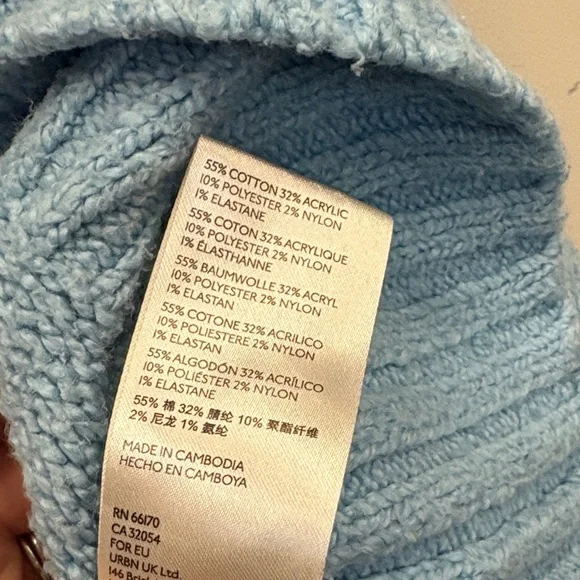 55% COTTON 32% ACRYLIC
10% POLYESTER 2% NYLON
1% ELASTANE
55% COTON 32% ACRYLIQUE
10% POLYESTER 2% NYLON
1% ÉLASTHANNE
55% BAUMWOLLE 32% ACRYL
10% POLYESTER 2% NYLON
1% ELASTAN
55% COTONE 32% ACRILICO
10% POLIESTERE 2% NYLON
1% ELASTAN
55% ALGODÓN 32% ACRÍLICO
10% POLIÉSTER 2% NYLON
1% ELASTANE
55% 棉 32% 腈纶 10% 聚酯纤维
2% 尼龙 1% 氨纶
MADE IN CAMBODIA
HECHO EN CAMBOYA
RN 66170
CA 32054
FOR EU
URBN UK Ltd
146